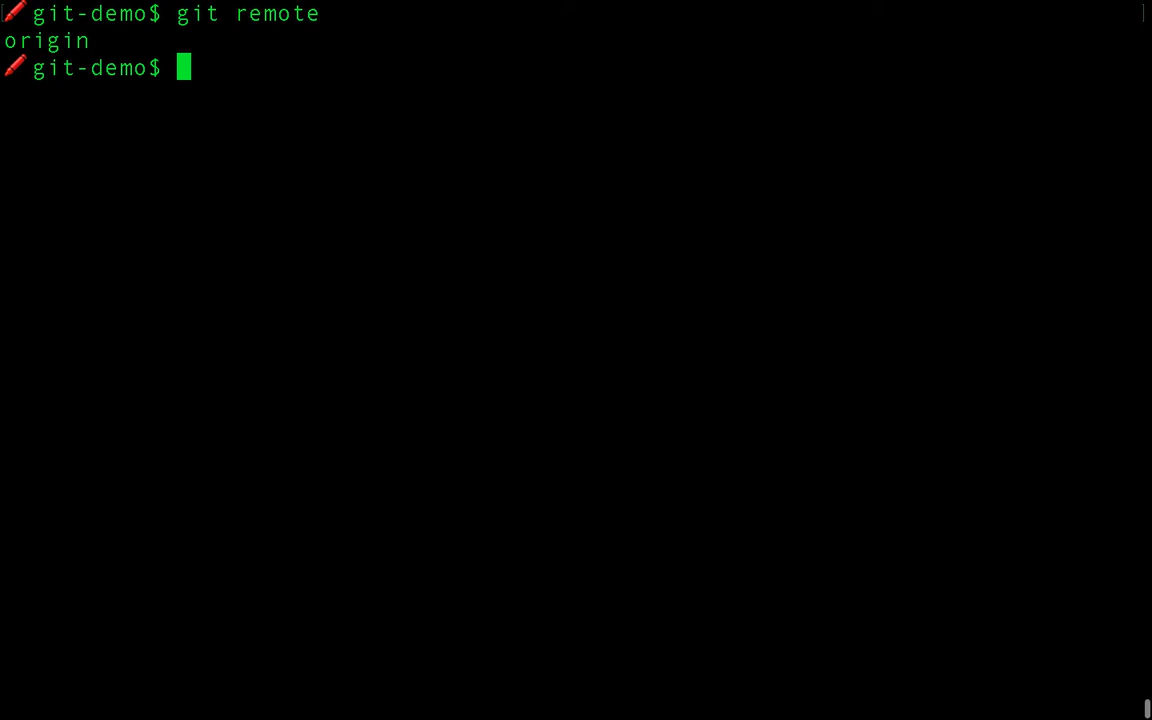 🖍️ git-demo$ git remote
origin
🖍️ git-demo$